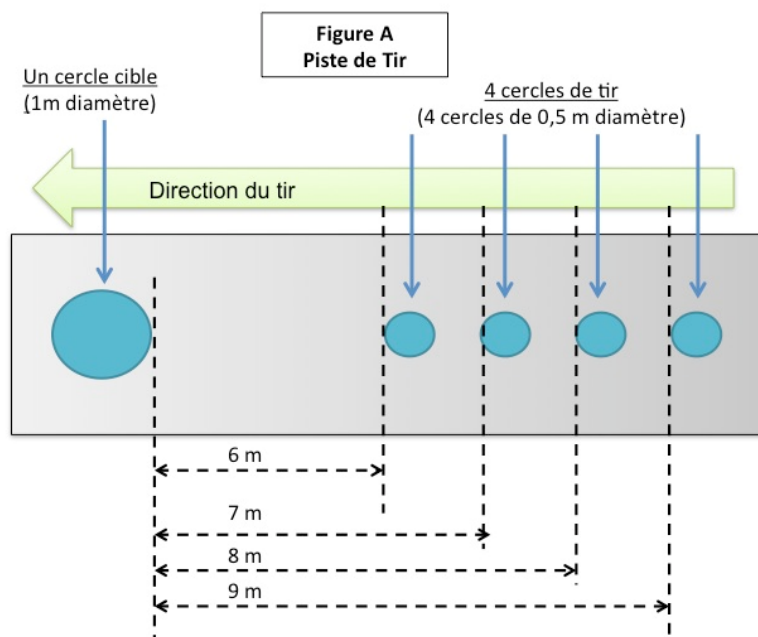 Figure A
Piste de Tir
Un cercle cible
(1m diamètre)
4 cercles de tir
(4 cercles de 0,5 m diamètre)
Direction du tir
6 m
7 m
8 m
9 m